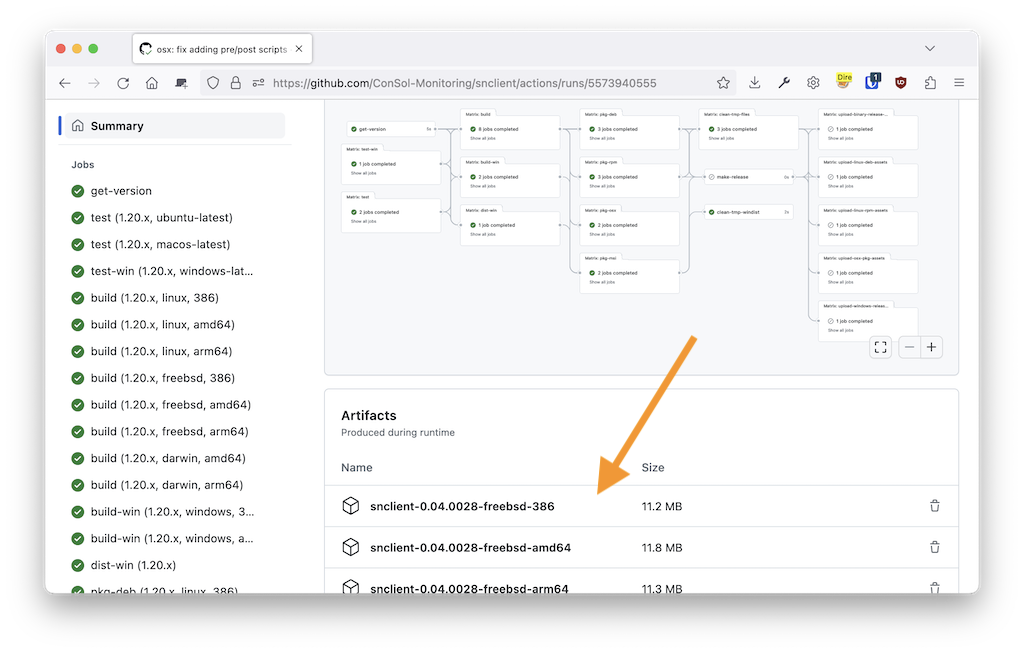 osx: fix adding pre/post scripts
https://github.com/ConSol-Monitoring/snclient/actions/runs/5573940555
Dire
1
Summary
Jobs
get-version
test (1.20.x, ubuntu-latest)
test (1.20.x, macos-latest)
test-win (1.20.x, windows-lat...
build (1.20.x, linux, 386)
build (1.20.x, linux, amd64)
build (1.20.x, linux, arm64)
build (1.20.x, freebsd, 386)
build (1.20.x, freebsd, amd64)
build (1.20.x, freebsd, arm64)
build (1.20.x, darwin, amd64)
build (1.20.x, darwin, arm64)
build-win (1.20.x, windows, 3...
build-win (1.20.x, windows, a...
dist-win (1.20.x)
pkg-deb (1.20.x, linux, 386)
get-version
Matrix: test-win
1 job completed
Show all jobs
Matrix: test
2 jobs completed
Show all jobs
Matrix: build
8 jobs completed
Show all jobs
Matrix: build-win
2 jobs completed
Show all jobs
Matrix: dist-win
1 job completed
Show all jobs
Matrix: pkg-deb
3 jobs completed
Show all jobs
Matrix: pkg-rpm
3 jobs completed
Show all jobs
Matrix: pkg-osx
2 jobs completed
Show all jobs
Matrix: pkg-msi
2 jobs completed
Show all jobs
Matrix: clean-tmp-files
3 jobs completed
Show all jobs
make-release
clean-tmp-windist
Matrix: upload-binary-release-...
1 job completed
Show all jobs
Matrix: upload-linux-deb-assets
1 job completed
Show all jobs
Matrix: upload-linux-rpm-assets
1 job completed
Show all jobs
Matrix: upload-osx-pkg-assets
1 job completed
Show all jobs
Matrix: upload-windows-releas...
1 job completed
Show all jobs
Artifacts
Produced during runtime
Name Size
snclient-0.04.0028-freebsd-386 11.2 MB
snclient-0.04.0028-freebsd-amd64 11.8 MB
snclient-0.04.0028-freebsd-arm64 11.3 MB